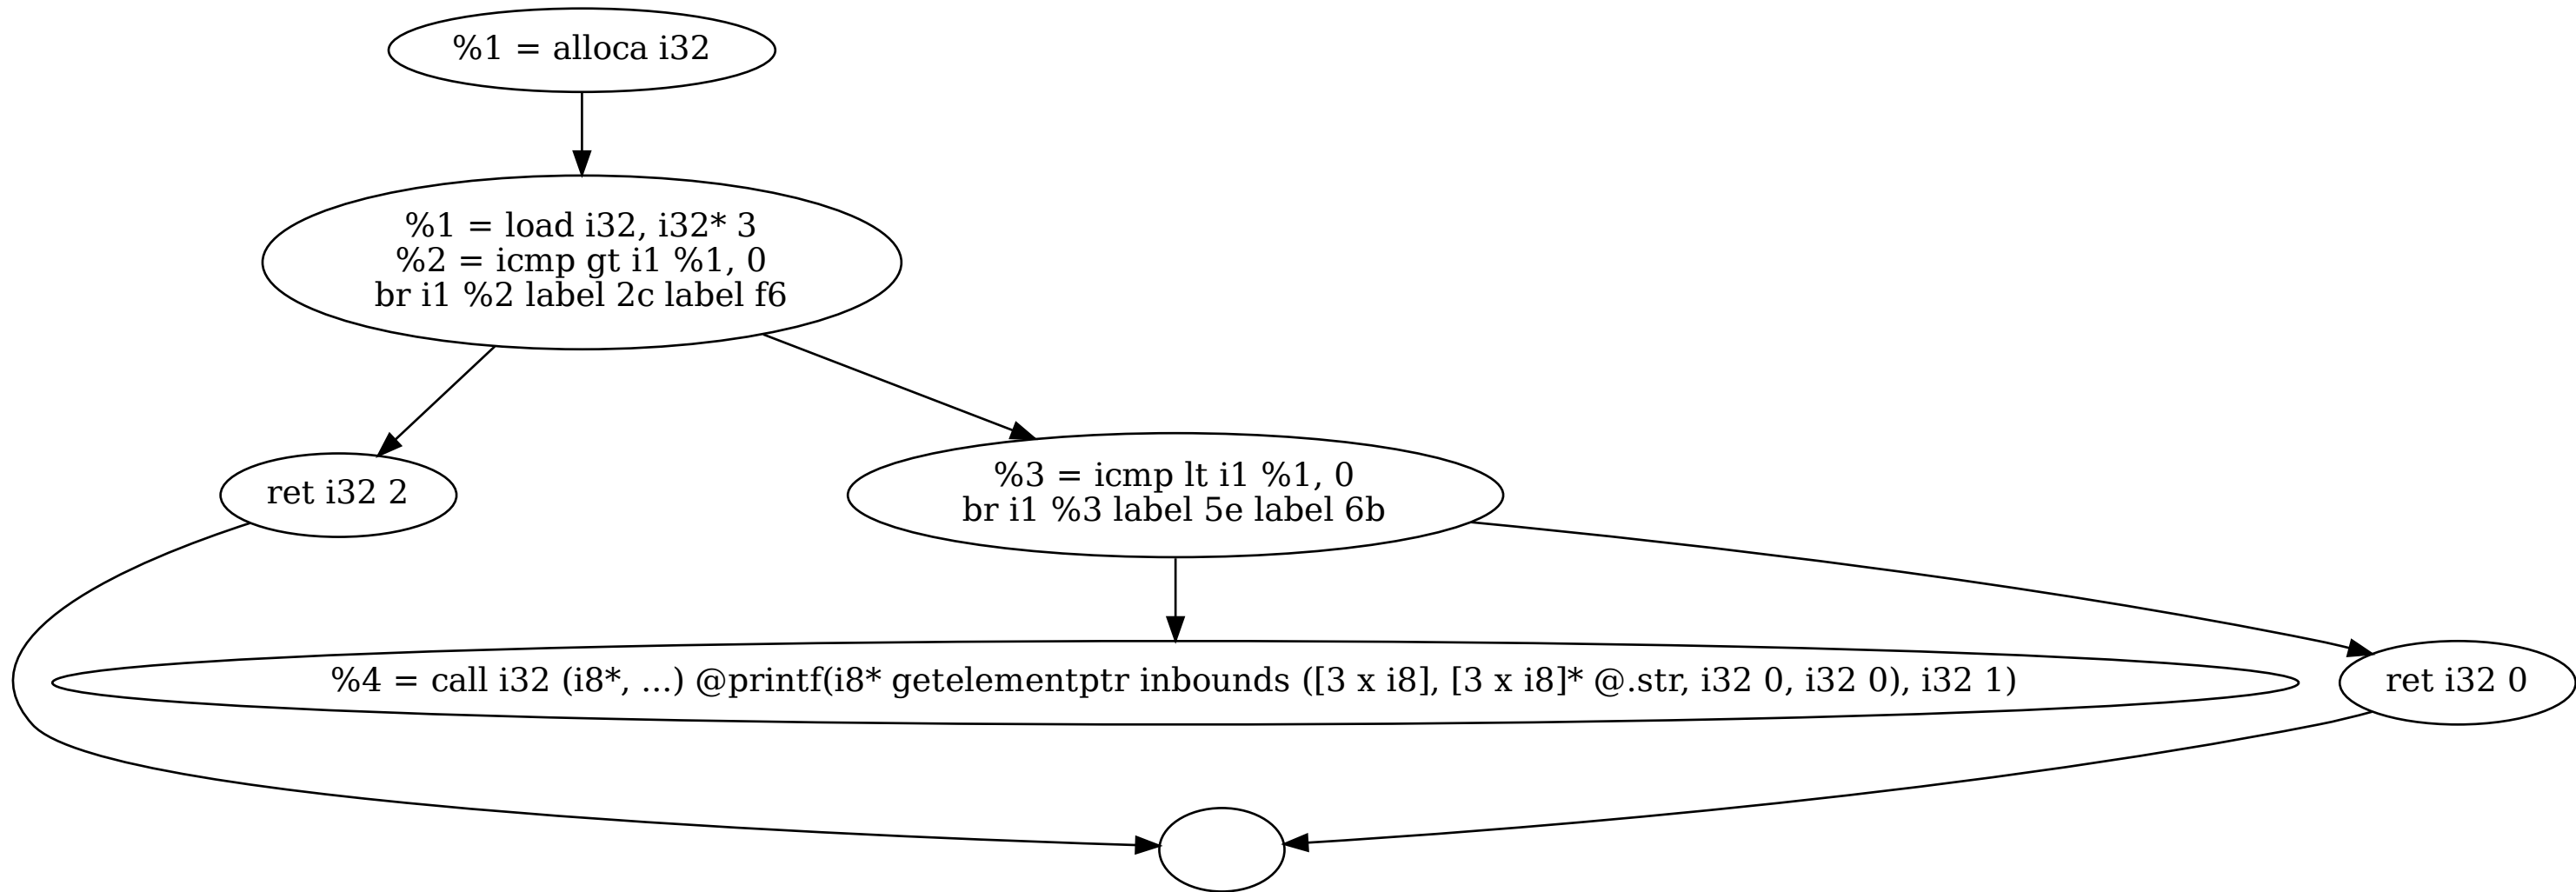 %1 = alloca i32
%1 = load i32, i32* 3
%2 = icmp gt i1 %1, 0
br i1 %2 label 2c label f6
ret i32 2
%3 = icmp lt i1 %1, 0
br i1 %3 label 5e label 6b
%4 = call i32 (i8*, ...) @printf(i8* getelementptr inbounds ([3 x i8], [3 x i8]* @.str, i32 0, i32 0), i32 1)
ret i32 0